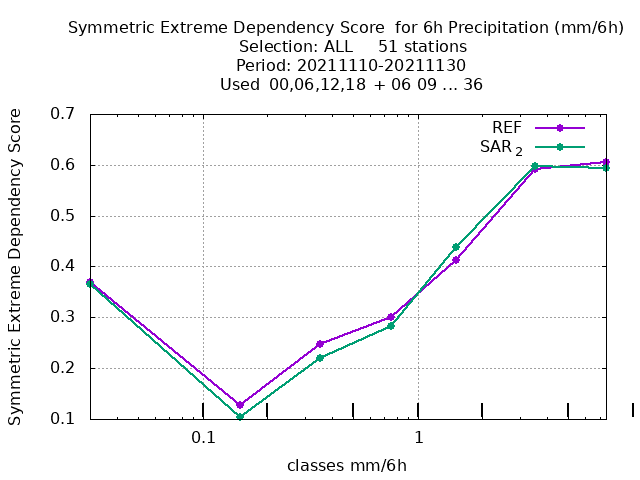 Symmetric Extreme Dependency Score  for 6h Precipitation (mm/6h)
Selection: ALL     51 stations
Period: 20211110-20211130
Used  00,06,12,18  + 06 09 ... 36
REF
SAR 2
0.7
0.6
0.5
0.4
0.3
0.2
0.1
Symmetric Extreme Dependency Score
0.1
1
classes mm/6h